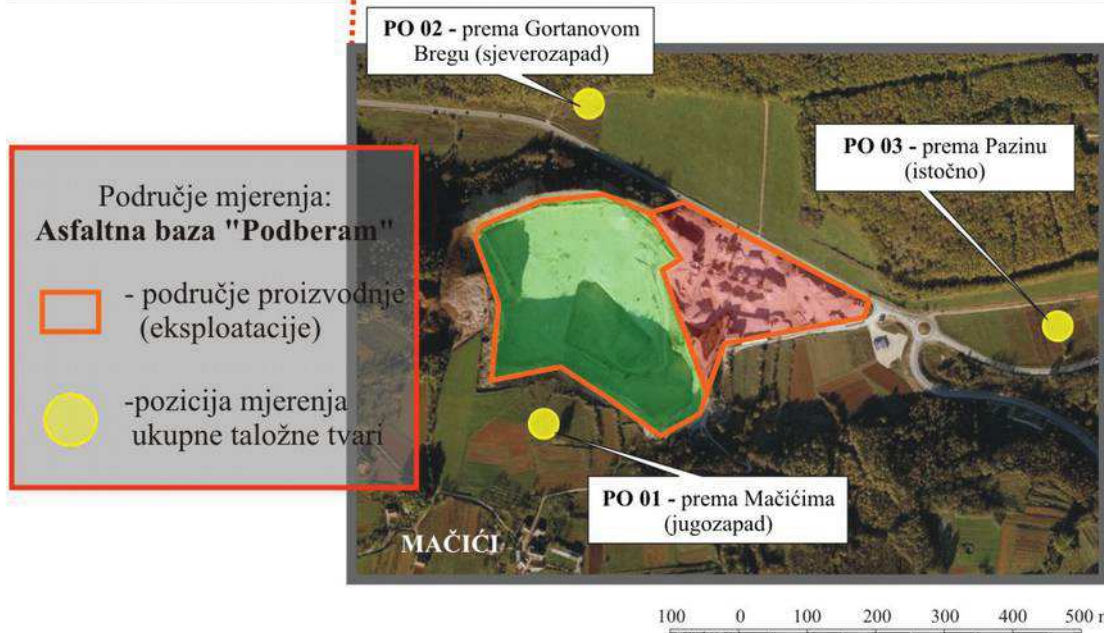 PO 02 - prema Gortanovom
Bregu (sjeverozapad)
PO 03 - prema Pazinu
(istočno)
Područje mjerenja:
Asfaltna baza "Podberam"
- područje proizvodnje
(eksploatacije)
-pozicija mjerenja
ukupne taložne tvari
PO 01 - prema Mačićima
(jugozapad)
MAČIĆI
100 0 100 200 300 400 500 m